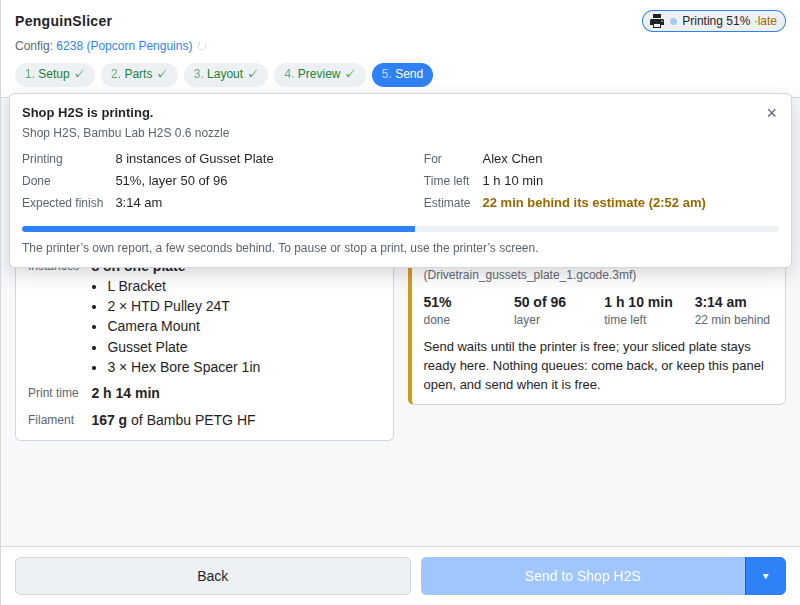 PenguinSlicer
Printing 51% ·late
Config: 6238 (Popcorn Penguins)
1. Setup ✓
2. Parts ✓
3. Layout ✓
4. Preview ✓
5. Send
Shop H2S is printing.
×
Shop H2S, Bambu Lab H2S 0.6 nozzle
Printing 8 instances of Gusset Plate
For Alex Chen
Done 51%, layer 50 of 96
Time left 1 h 10 min
Expected finish 3:14 am
Estimate 22 min behind its estimate (2:52 am)
The printer's own report, a few seconds behind. To pause or stop a print, use the printer's screen.
Instances 8 on one plate
• L Bracket
• 2 × HTD Pulley 24T
• Camera Mount
• Gusset Plate
• 3 × Hex Bore Spacer 1in
Print time 2 h 14 min
Filament 167 g of Bambu PETG HF
(Drivetrain_gussets_plate_1.gcode.3mf)
51% 50 of 96 1 h 10 min 3:14 am
done layer time left 22 min behind
Send waits until the printer is free; your sliced plate stays
ready here. Nothing queues: come back, or keep this panel
open, and send when it is free.
Back
Send to Shop H2S
▼